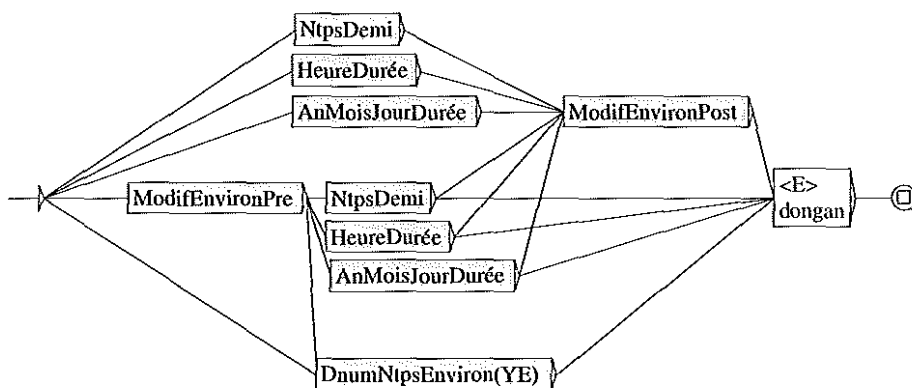 NtpsDemi
HeureDurée
AnMoisJourDurée
ModifEnvironPost
ModifEnvironPre
NtpsDemi
<E>
dongan
HeureDurée
AnMoisJourDurée
DnumNtpsEnviron(YE)